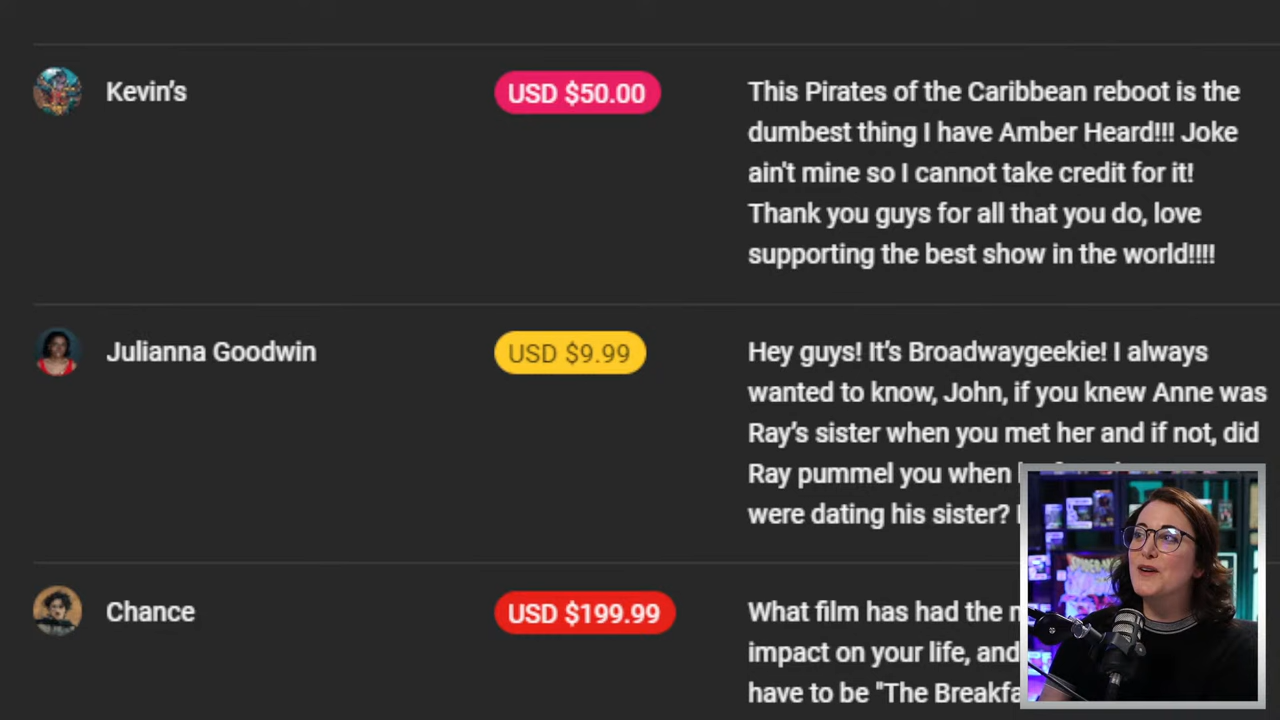 Kevin's
USD $50.00
This Pirates of the Caribbean reboot is the
dumbest thing I have Amber Heard!!! Joke
ain't mine so I cannot take credit for it!
Thank you guys for all that you do, love
supporting the best show in the world!!!!
Julianna Goodwin
USD $9.99
Hey guys! It's Broadwaygeekie! I always
wanted to know, John, if you knew Anne was
Ray's sister when you met her and if not, did
Ray pummel you when
were dating his sister?
Chance
USD $199.99
What film has had the
impact on your life, and
have to be "The